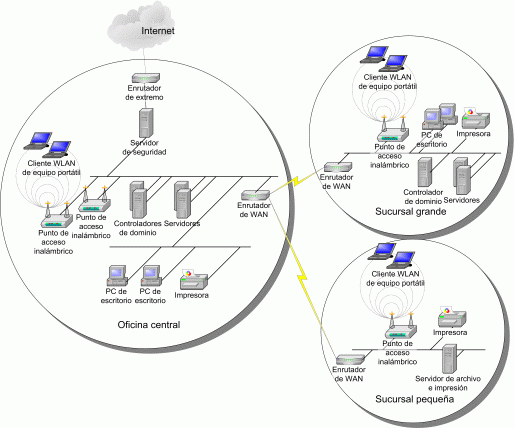 Internet
Enrutador
de extremo
Servidor
de seguridad
Cliente WLAN
de equipo portátil
Punto de
acceso
inalámbrico
Punto de
acceso
inalámbrico
Controladores
de dominio
Servidores
Enrutador
de WAN
PC de
escritorio
PC de
escritorio
Impresora
Oficina central
Cliente WLAN
de equipo portátil
Punto de
acceso
inalámbrico
PC de
escritorio
Impresora
Enrutador
de WAN
Controlador
de dominio
Servidores
Sucursal grande
Cliente WLAN
de equipo portátil
Punto de
acceso
inalámbrico
Impresora
Enrutador
de WAN
Servidor de archivo
e impresión
Sucursal pequeña